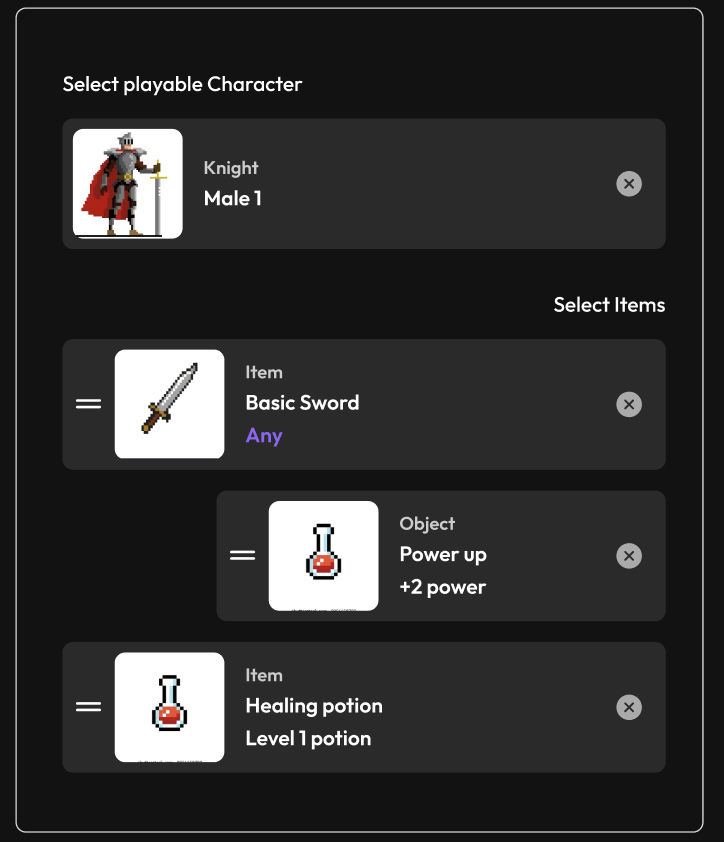 Select playable Character
Knight
Male 1
Select Items
Item
Basic Sword
Any
Object
Power up
+2 power
Item
Healing potion
Level 1 potion